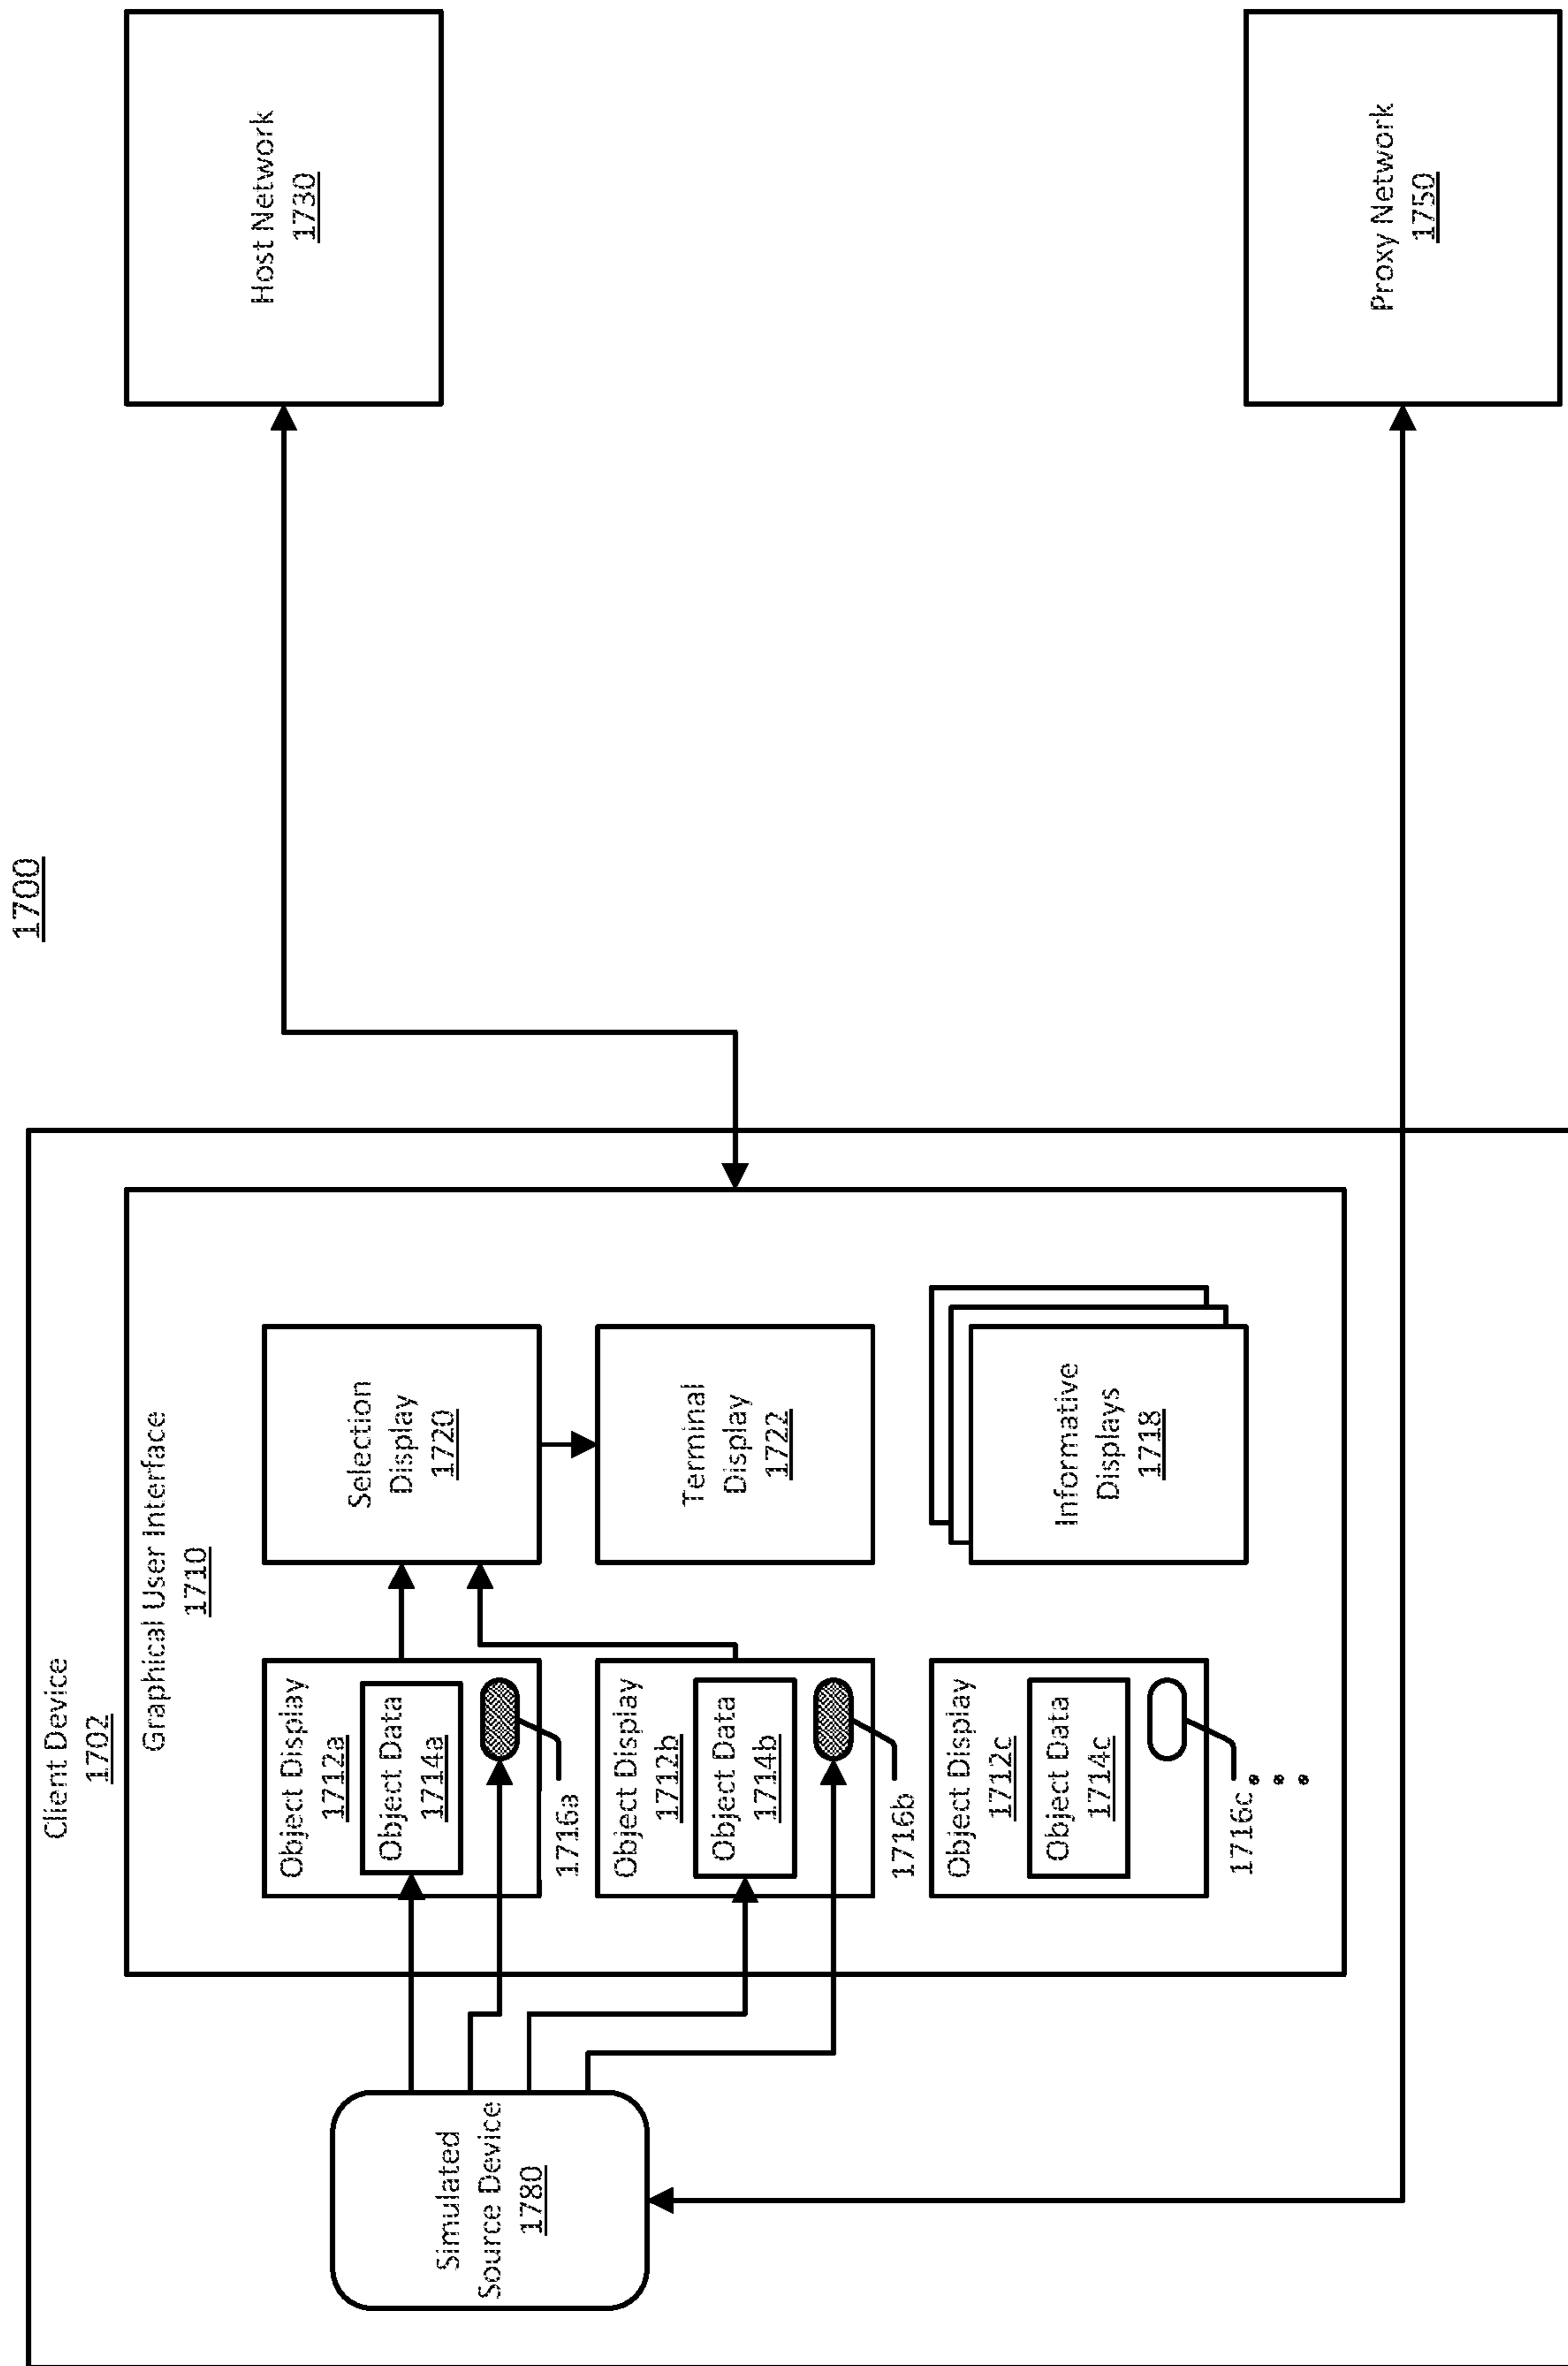 1700
Client Device
1702
Graphical User Interface
1710
Simulated
Source Device
1780
Object Display
1712a
Object Data
1714a
1716a
Object Display
1712b
Object Data
1714b
1716b
Object Display
1712c
Object Data
1714c
1716c
Selection
Display
1720
Terminal
Display
1722
Informative
Displays
1718
Host Network
1730
Proxy Network
1750